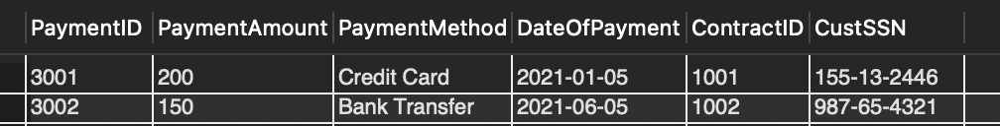 PaymentID PaymentAmount PaymentMethod DateOfPayment ContractID CustSSN
3001 200 Credit Card 2021-01-05 1001 155-13-2446
3002 150 Bank Transfer 2021-06-05 1002 987-65-4321